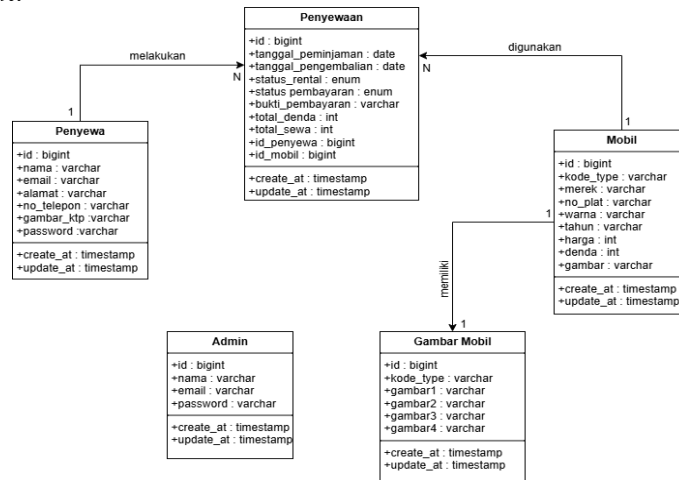 Penyewaan
+id : bigint
+tanggal_peminjaman : date
+tanggal_pengembalian : date
+status_rental : enum
+status pembayaran : enum
+bukti_pembayaran : varchar
+total_denda : int
+total_sewa : int
+id_penyewa : bigint
+id_mobil : bigint
+create_at : timestamp
+update_at : timestamp
melakukan
N
1
digunakan
N
1
Penyewa
+id : bigint
+nama : varchar
+email : varchar
+alamat : varchar
+no_telepon : varchar
+gambar_ktp :varchar
+password :varchar
+create_at : timestamp
+update_at : timestamp
Mobil
+id : bigint
+kode_type : varchar
+merek : varchar
+no_plat : varchar
+warna : varchar
+tahun : varchar
+harga : int
+denda : int
+gambar : varchar
+create_at : timestamp
+update_at : timestamp
1
memiliki
1
Admin
+id : bigint
+nama : varchar
+email : varchar
+password : varchar
+create_at : timestamp
+update_at : timestamp
Gambar Mobil
+id : bigint
+kode_type : varchar
+gambar1 : varchar
+gambar2 : varchar
+gambar3 : varchar
+gambar4 : varchar
+create_at : timestamp
+update_at : timestamp